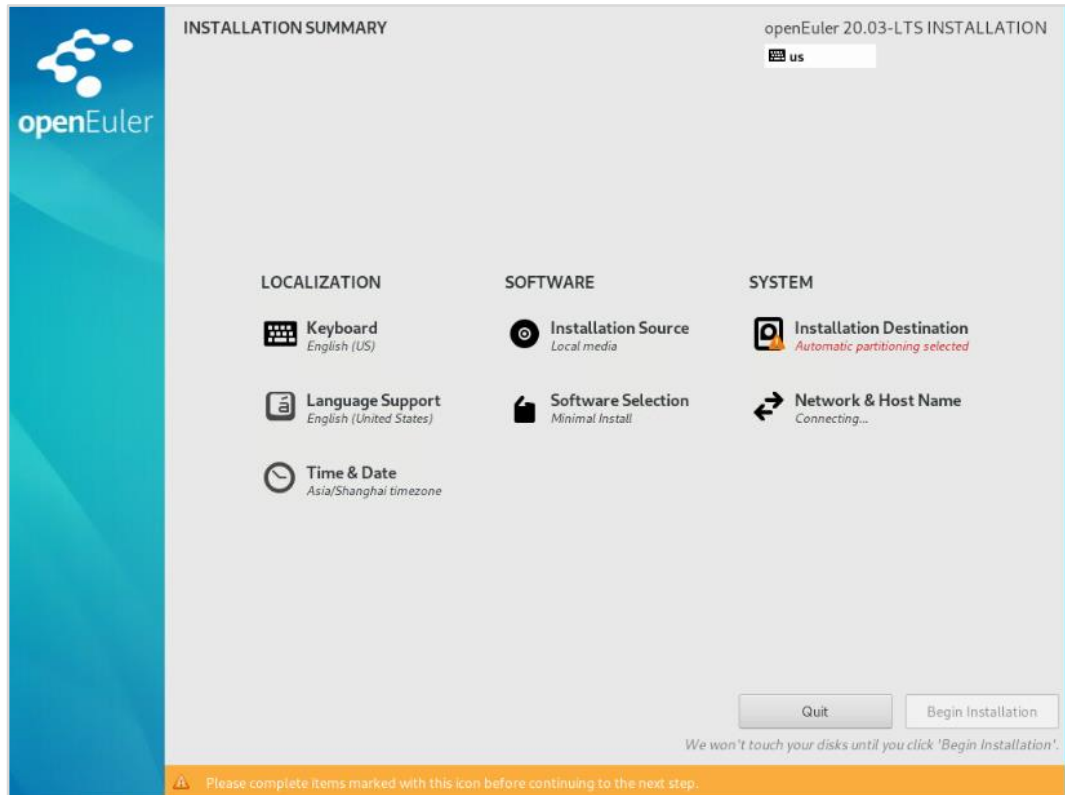 openEuler
INSTALLATION SUMMARY
openEuler 20.03-LTS INSTALLATION
us
LOCALIZATION
Keyboard
English (US)
á
Language Support
English (United States)
Time & Date
Asia/Shanghai timezone
SOFTWARE
Installation Source
Local media
Software Selection
Minimal Install
SYSTEM
Installation Destination
Automatic partitioning selected
Network & Host Name
Connecting...
Quit
Begin Installation
We won't touch your disks until you click 'Begin Installation'.
Please complete items marked with this icon before continuing to the next step.